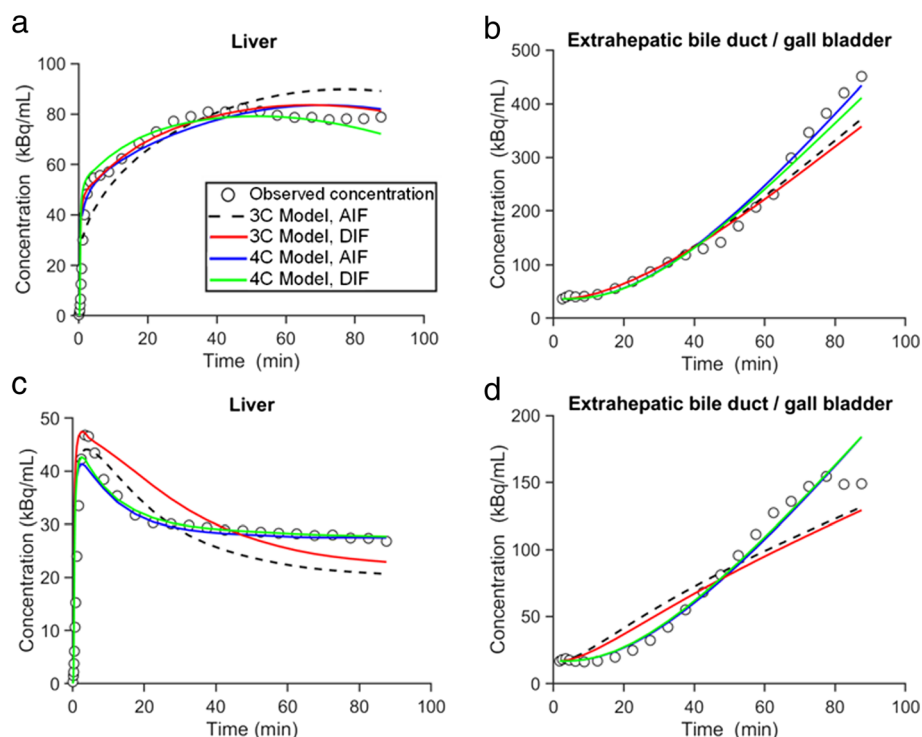 a
Liver
Concentration (kBq/mL)
100
80
60
40
20
0
0 20 40 60 80 100
Time (min)
Observed concentration
3C Model, AIF
3C Model, DIF
4C Model, AIF
4C Model, DIF
b
Extrahepatic bile duct / gall bladder
Concentration (kBq/mL)
500
400
300
200
100
0
0 20 40 60 80 100
Time (min)
c
Liver
Concentration (kBq/mL)
50
40
30
20
10
0
0 20 40 60 80 100
Time (min)
d
Extrahepatic bile duct / gall bladder
Concentration (kBq/mL)
200
150
100
50
0
0 20 40 60 80 100
Time (min)